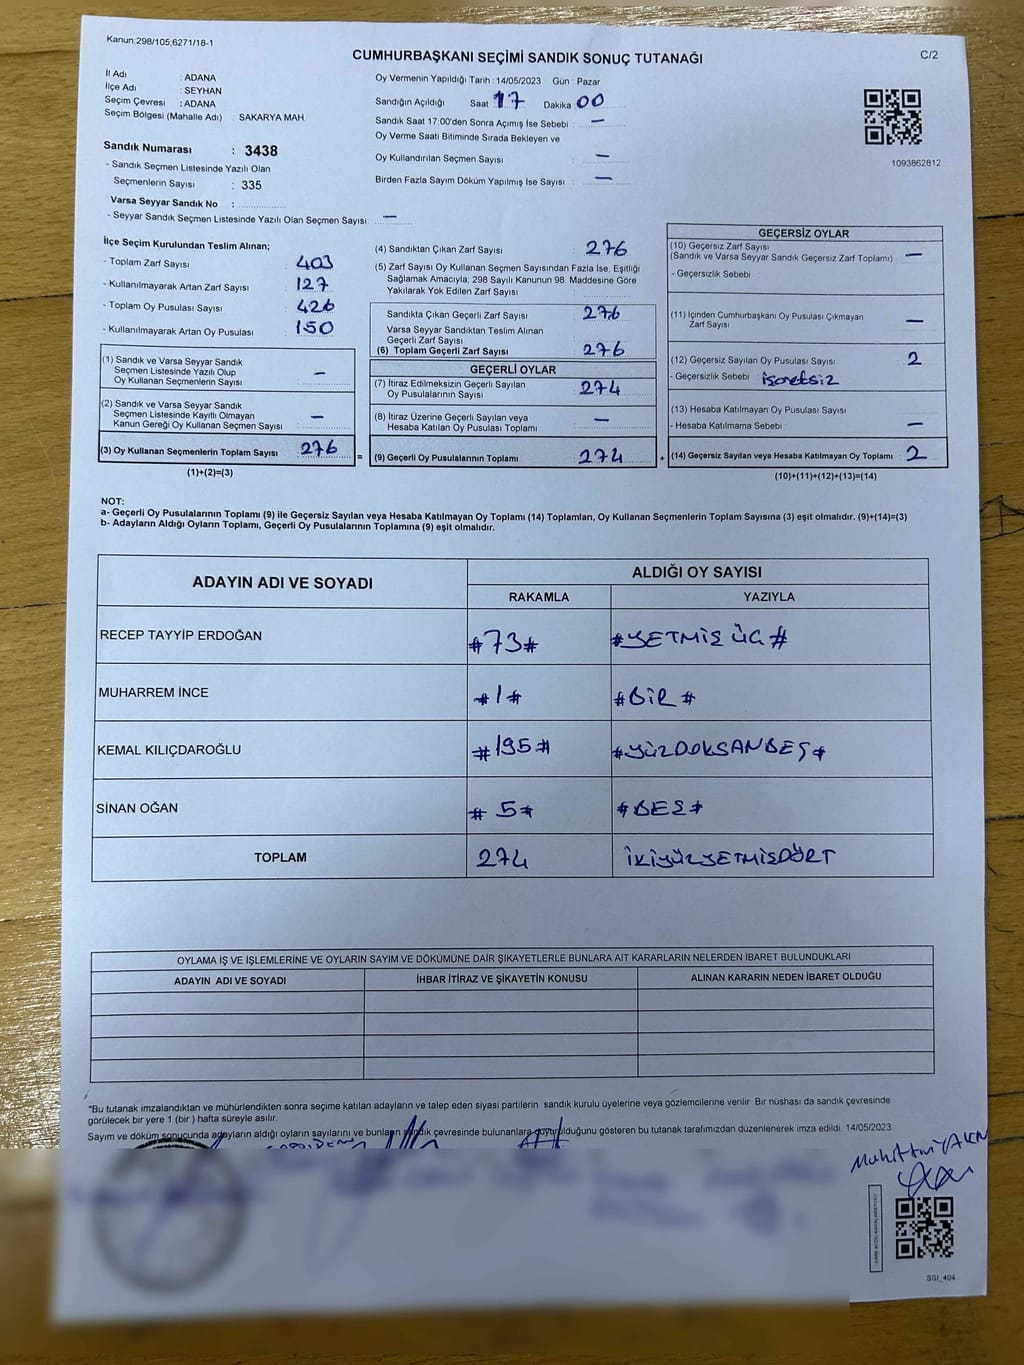 Kanun,298/105,6271/18-1
CUMHURBAŞKANI SEÇİMİ SANDIK SONUÇ TUTANAĞI
C/2
İl Adı : ADANA
İlçe Adı : SEYHAN
Seçim Çevresi : ADANA
Seçim Bölgesi (Mahalle Adı) : SAKARYA MAH.
Sandık Numarası : 3438
- Sandık Seçmen Listesinde Yazılı Olan
Seçmenlerin Sayısı : 335
Varsa Seyyar Sandık No :
- Seyyar Sandık Seçmen Listesinde Yazılı Olan Seçmen Sayısı: —
Oy Vermenin Yapıldığı Tarih : 14/05/2023 Gün : Pazar
Sandığın Açıldığı Saat 17 Dakika 00
Sandık Saat 17:00'den Sonra Açımış İse Sebebi : —
Oy Verme Saati Bitiminde Sırada Bekleyen ve
Oy Kullandırılan Seçmen Sayısı : —
Birden Fazla Sayım Döküm Yapılmış İse Sayısı : —
1093862812
İlçe Seçim Kurulundan Teslim Alınan;
- Toplam Zarf Sayısı : 403
- Kullanılmayarak Artan Zarf Sayısı : 127
- Toplam Oy Pusulası Sayısı : 426
- Kullanılmayarak Artan Oy Pusulası : 150
(1) Sandık ve Varsa Seyyar Sandık
Seçmen Listesinde Yazılı Olup
Oy Kullanan Seçmenlerin Sayısı : —
(2) Sandık ve Varsa Seyyar Sandık
Seçmen Listesinde Kayıtlı Olmayan
Kanun Gereği Oy Kullanan Seçmen Sayısı : —
(3) Oy Kullanan Seçmenlerin Toplam Sayısı : 276
(1)+(2)=(3)
=
(4) Sandıktan Çıkan Zarf Sayısı : 276
(5) Zarf Sayısı Oy Kullanan Seçmen Sayısından Fazla İse, Eşitliği
Sağlamak Amacıyla, 298 Sayılı Kanunun 98. Maddesine Göre
Yakılarak Yok Edilen Zarf Sayısı :
Sandıkta Çıkan Geçerli Zarf Sayısı : 276
Varsa Seyyar Sandıktan Teslim Alınan
Geçerli Zarf Sayısı :
(6) Toplam Geçerli Zarf Sayısı : 276
GEÇERLİ OYLAR
(7) İtiraz Edilmeksizin Geçerli Sayılan
Oy Pusulalarının Sayısı : 274
(8) İtiraz Üzerine Geçerli Sayılan veya
Hesaba Katılan Oy Pusulası Toplamı : —
(9) Geçerli Oy Pusulalarının Toplamı : 274
+
GEÇERSİZ OYLAR
(10) Geçersiz Zarf Sayısı
(Sandık ve Varsa Seyyar Sandık Geçersiz Zarf Toplamı) : —
- Geçersizlik Sebebi :
(11) İçinden Cumhurbaşkanı Oy Pusulası Çıkmayan
Zarf Sayısı : —
(12) Geçersiz Sayılan Oy Pusulası Sayısı : 2
- Geçersizlik Sebebi : işaretsiz
(13) Hesaba Katılmayan Oy Pusulası Sayısı
- Hesaba Katılmama Sebebi : —
(14) Geçersiz Sayılan veya Hesaba Katılmayan Oy Toplamı : 2
(10)+(11)+(12)+(13)=(14)
NOT:
a- Geçerli Oy Pusulalarının Toplamı (9) ile Geçersiz Sayılan veya Hesaba Katılmayan Oy Toplamı (14) Toplamları, Oy Kullanan Seçmenlerin Toplam Sayısına (3) eşit olmalıdır. (9)+(14)=(3)
b- Adayların Aldığı Oyların Toplamı, Geçerli Oy Pusulalarının Toplamına (9) eşit olmalıdır.
ADAYIN ADI VE SOYADI
ALDIĞI OY SAYISI
RAKAMLA YAZIYLA
RECEP TAYYİP ERDOĞAN #73# #YETMİŞ ÜÇ#
MUHARREM İNCE #1# #BİR#
KEMAL KILIÇDAROĞLU #195# #YÜZDOKSANBEŞ#
SİNAN OĞAN #5# #BEŞ#
TOPLAM 274 İKİYÜZYETMİŞDÖRT
OYLAMA İŞ VE İŞLEMLERİNE VE OYLARIN SAYIM VE DÖKÜMÜNE DAİR ŞİKAYETLERLE BUNLARA AİT KARARLARIN NELERDEN İBARET BULUNDUKLARI
ADAYIN ADI VE SOYADI İHBAR İTİRAZ VE ŞİKAYETİN KONUSU ALINAN KARARIN NEDEN İBARET OLDUĞU
*Bu tutanak imzalandıktan ve mühürlendikten sonra seçime katılan adayların ve talep eden siyasi partilerin sandık kurulu üyelerine veya gözlemcilerine verilir. Bir nüshası da sandık çevresinde
görülecek bir yere 1 (bir) hafta süreyle asılır.
Sayım ve döküm sonucunda adayların aldığı oyların sayılarını ve bunların sandık çevresinde bulunanlara duyurulduğunu gösteren bu tutanak tarafımızdan düzenlenerek imza edildi. 14/05/2023
SSI_404